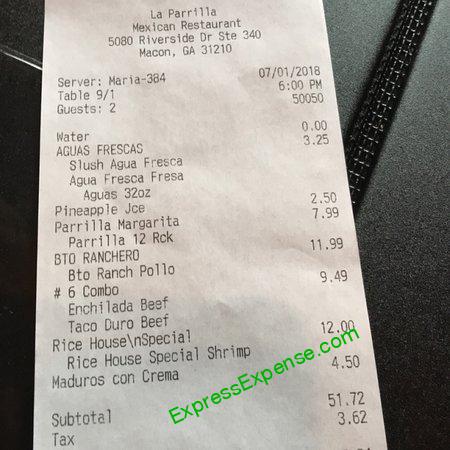 La Parrilla
Mexican Restaurant
5080 Riverside Dr Ste 340
Macon, GA 31210
Server: Maria-384 07/01/2018
Table 9/1 6:00 PM
Guests: 2 50050
Water 0.00
AGUAS FRESCAS 3.25
Slush Agua Fresca
Agua Fresca Fresa
Aguas 32oz
Pineapple Jce 2.50
Parrilla Margarita 7.99
Parrilla 12 Rck
BTO RANCHERO 11.99
Bto Ranch Pollo
# 6 Combo 9.49
Enchilada Beef
Taco Duro Beef
Rice House\nSpecial 12.00
Rice House Special Shrimp
Maduros con Crema 4.50
ExpressExpense.com
Subtotal 51.72
Tax 3.62